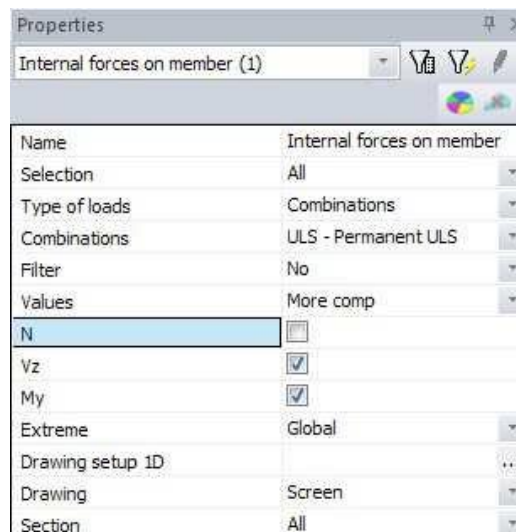 Properties
Internal forces on member (1)
Name Internal forces on member
Selection All
Type of loads Combinations
Combinations ULS - Permanent ULS
Filter No
Values More comp
N
Vz
My
Extreme Global
Drawing setup 1D ..
Drawing Screen
Section All